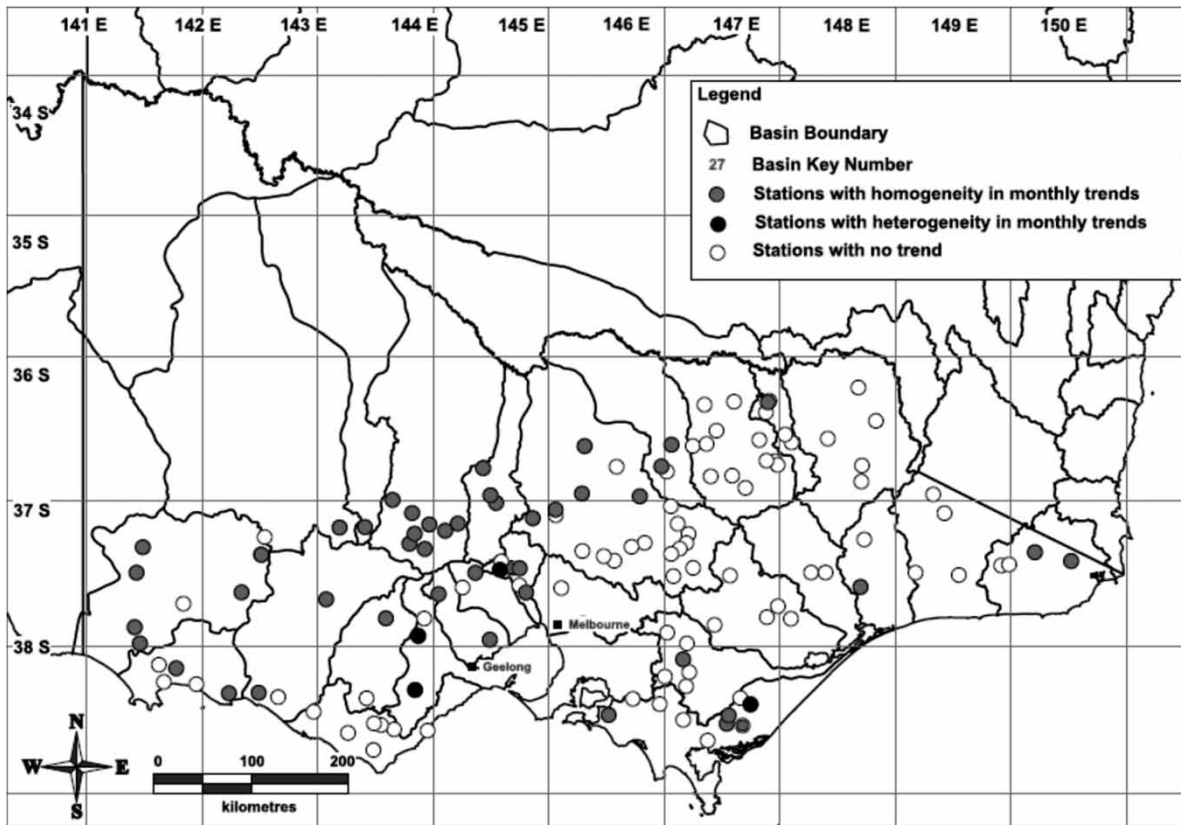 141 E 142 E 143 E 144 E 145 E 146 E 147 E 148 E 149 E 150 E
Legend
Basin Boundary
27 Basin Key Number
Stations with homogeneity in monthly trends
Stations with heterogeneity in monthly trends
Stations with no trend
34 S
35 S
36 S
37 S
38 S
Melbourne
Geelong
N
W E
S
0 100 200
kilometres